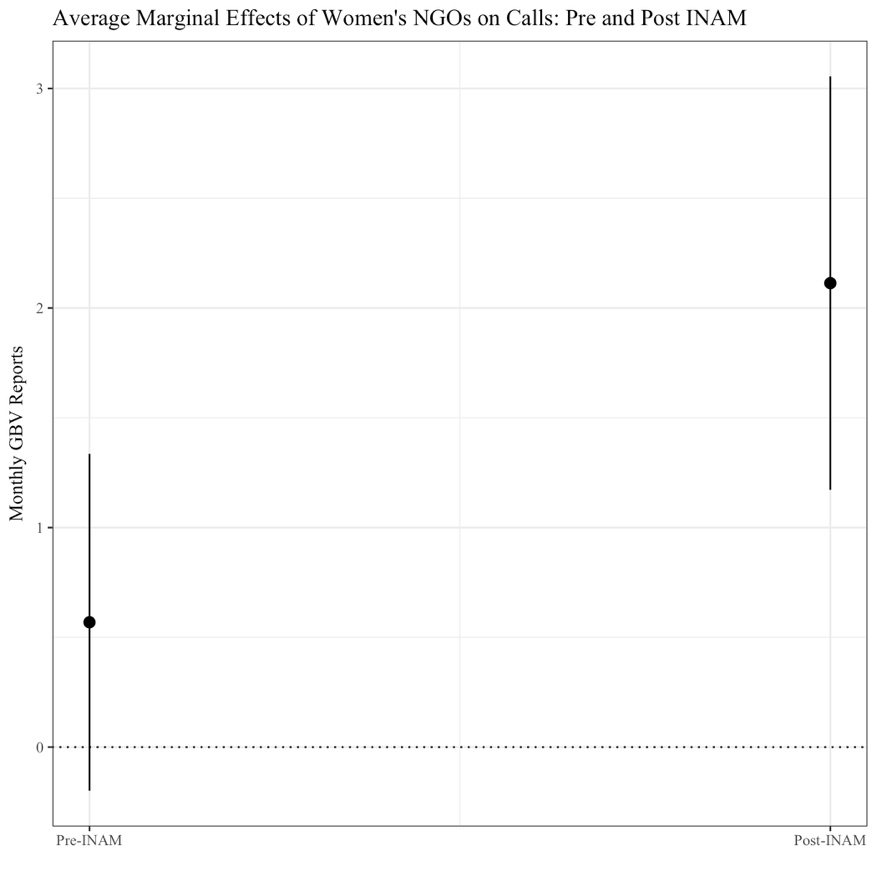 Average Marginal Effects of Women's NGOs on Calls: Pre and Post INAM
Monthly GBV Reports
3
2
1
0
Pre-INAM
Post-INAM